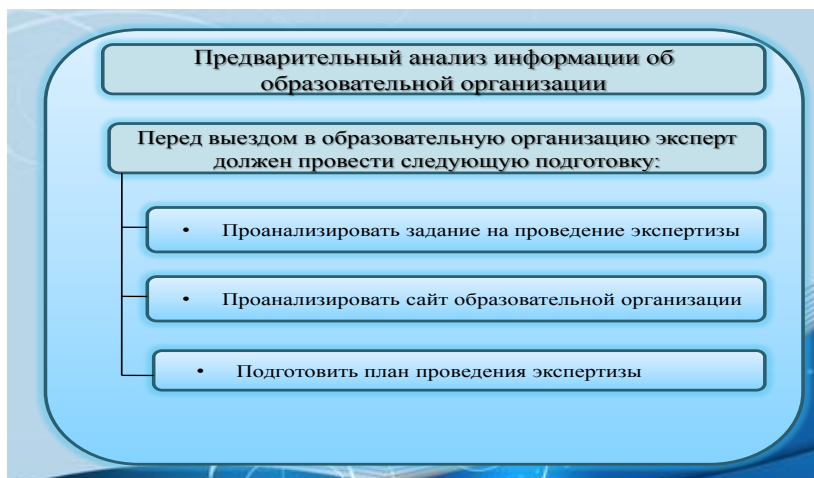 Предварительный анализ информации об
образовательной организации
Перед выездом в образовательную организацию эксперт
должен провести следующую подготовку:
• Проанализировать задание на проведение экспертизы
• Проанализировать сайт образовательной организации
• Подготовить план проведения экспертизы